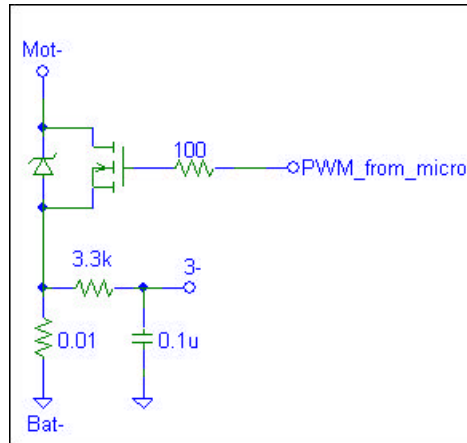 Mot-
100
PWM_from_micro
3.3k
3-
0.01
0.1u
Bat-